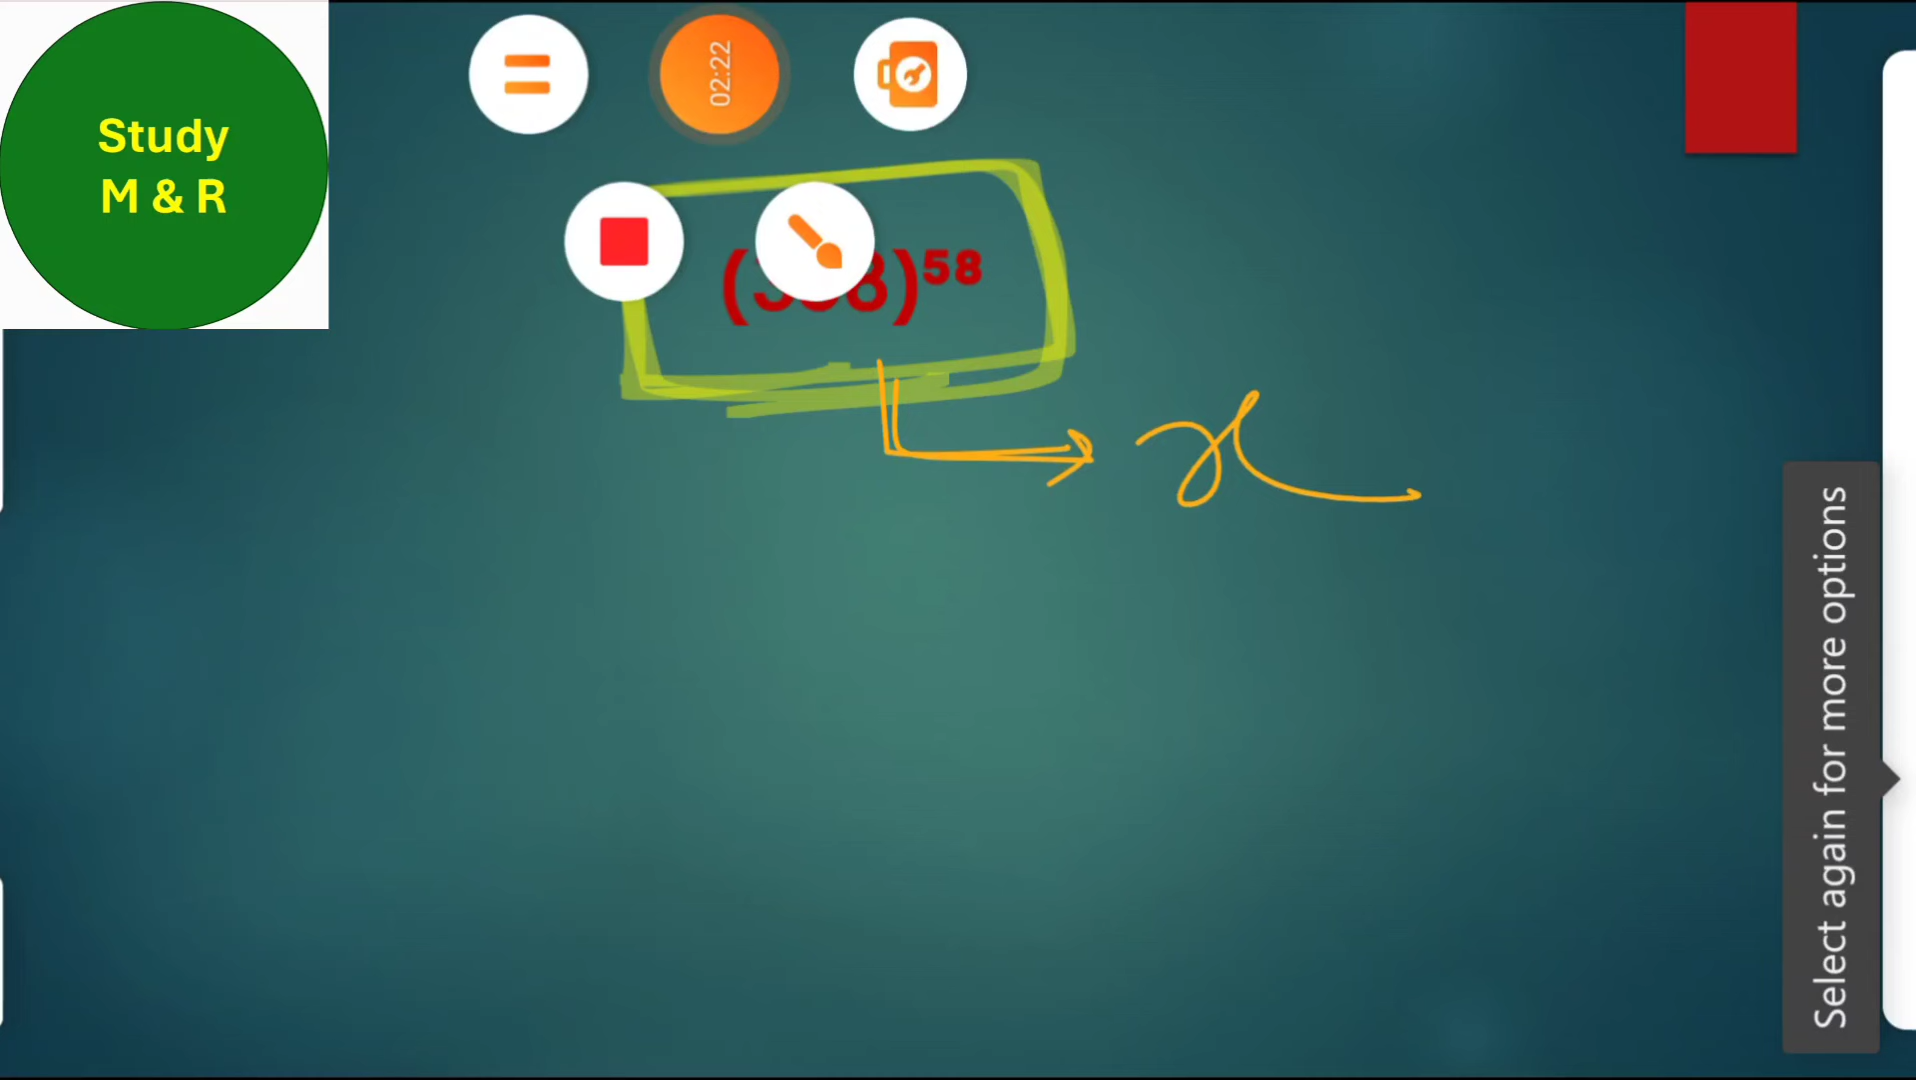 Study
M & R
02:22
)⁵⁸
x
Select again for more options